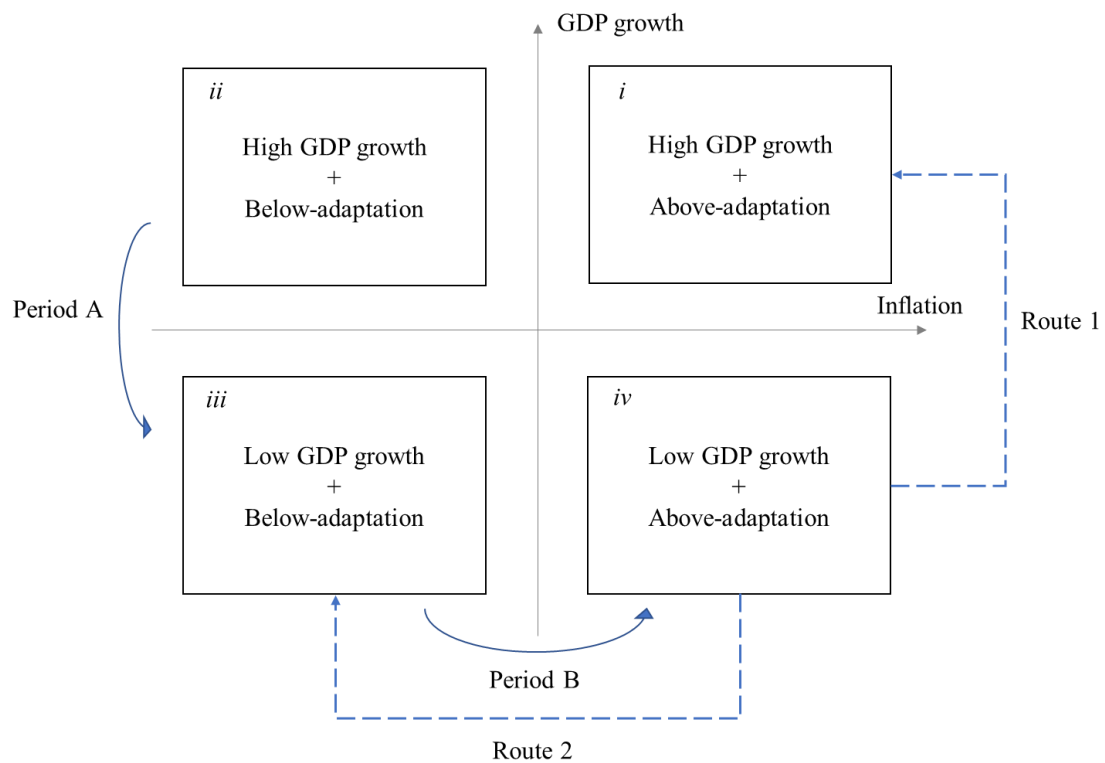 GDP growth
ii
High GDP growth
+
Below-adaptation
i
High GDP growth
+
Above-adaptation
Period A
Inflation
Route 1
iii
Low GDP growth
+
Below-adaptation
iv
Low GDP growth
+
Above-adaptation
Period B
Route 2